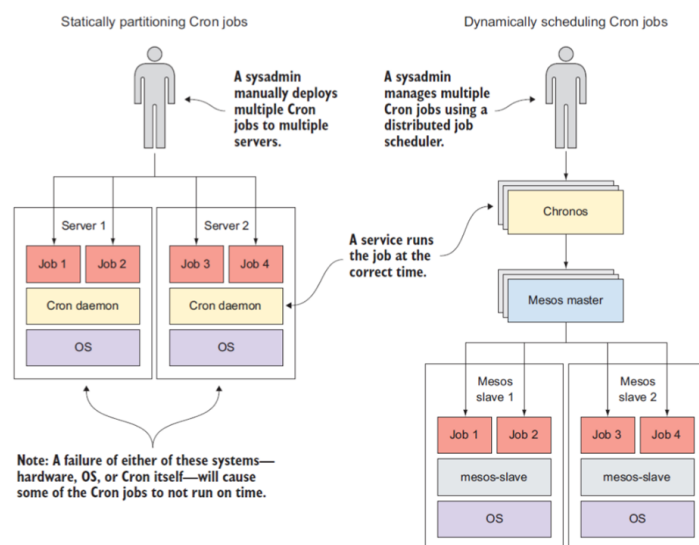 Statically partitioning Cron jobs
Dynamically scheduling Cron jobs
A sysadmin
manually deploys
multiple Cron
jobs to multiple
servers.
A sysadmin
manages multiple
Cron jobs using a
distributed job
scheduler.
Server 1
Server 2
Job 1
Job 2
Job 3
Job 4
Cron daemon
Cron daemon
OS
OS
A service runs
the job at the
correct time.
Chronos
Mesos master
Mesos
slave 1
Mesos
slave 2
Job 1
Job 2
Job 3
Job 4
mesos-slave
mesos-slave
OS
OS
Note: A failure of either of these systems—
hardware, OS, or Cron itself—will cause
some of the Cron jobs to not run on time.